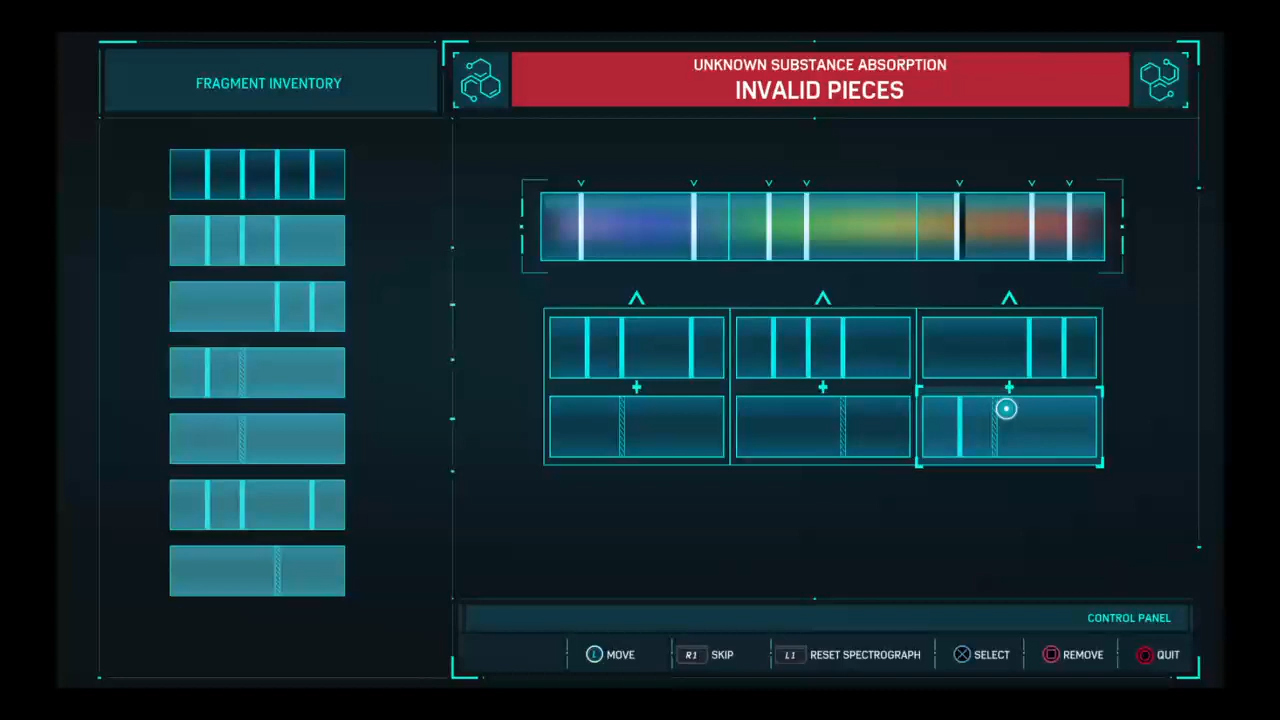 FRAGMENT INVENTORY
UNKNOWN SUBSTANCE ABSORPTION
INVALID PIECES
CONTROL PANEL
L MOVE
R1 SKIP
L1 RESET SPECTROGRAPH
SELECT
REMOVE
QUIT